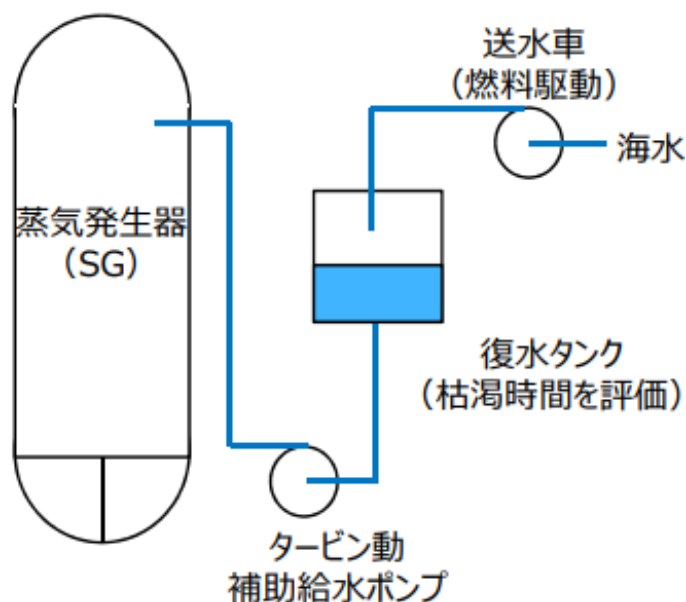 送水車
（燃料駆動）
海水
蒸気発生器
（SG）
復水タンク
（枯渇時間を評価）
タービン動
補助給水ポンプ